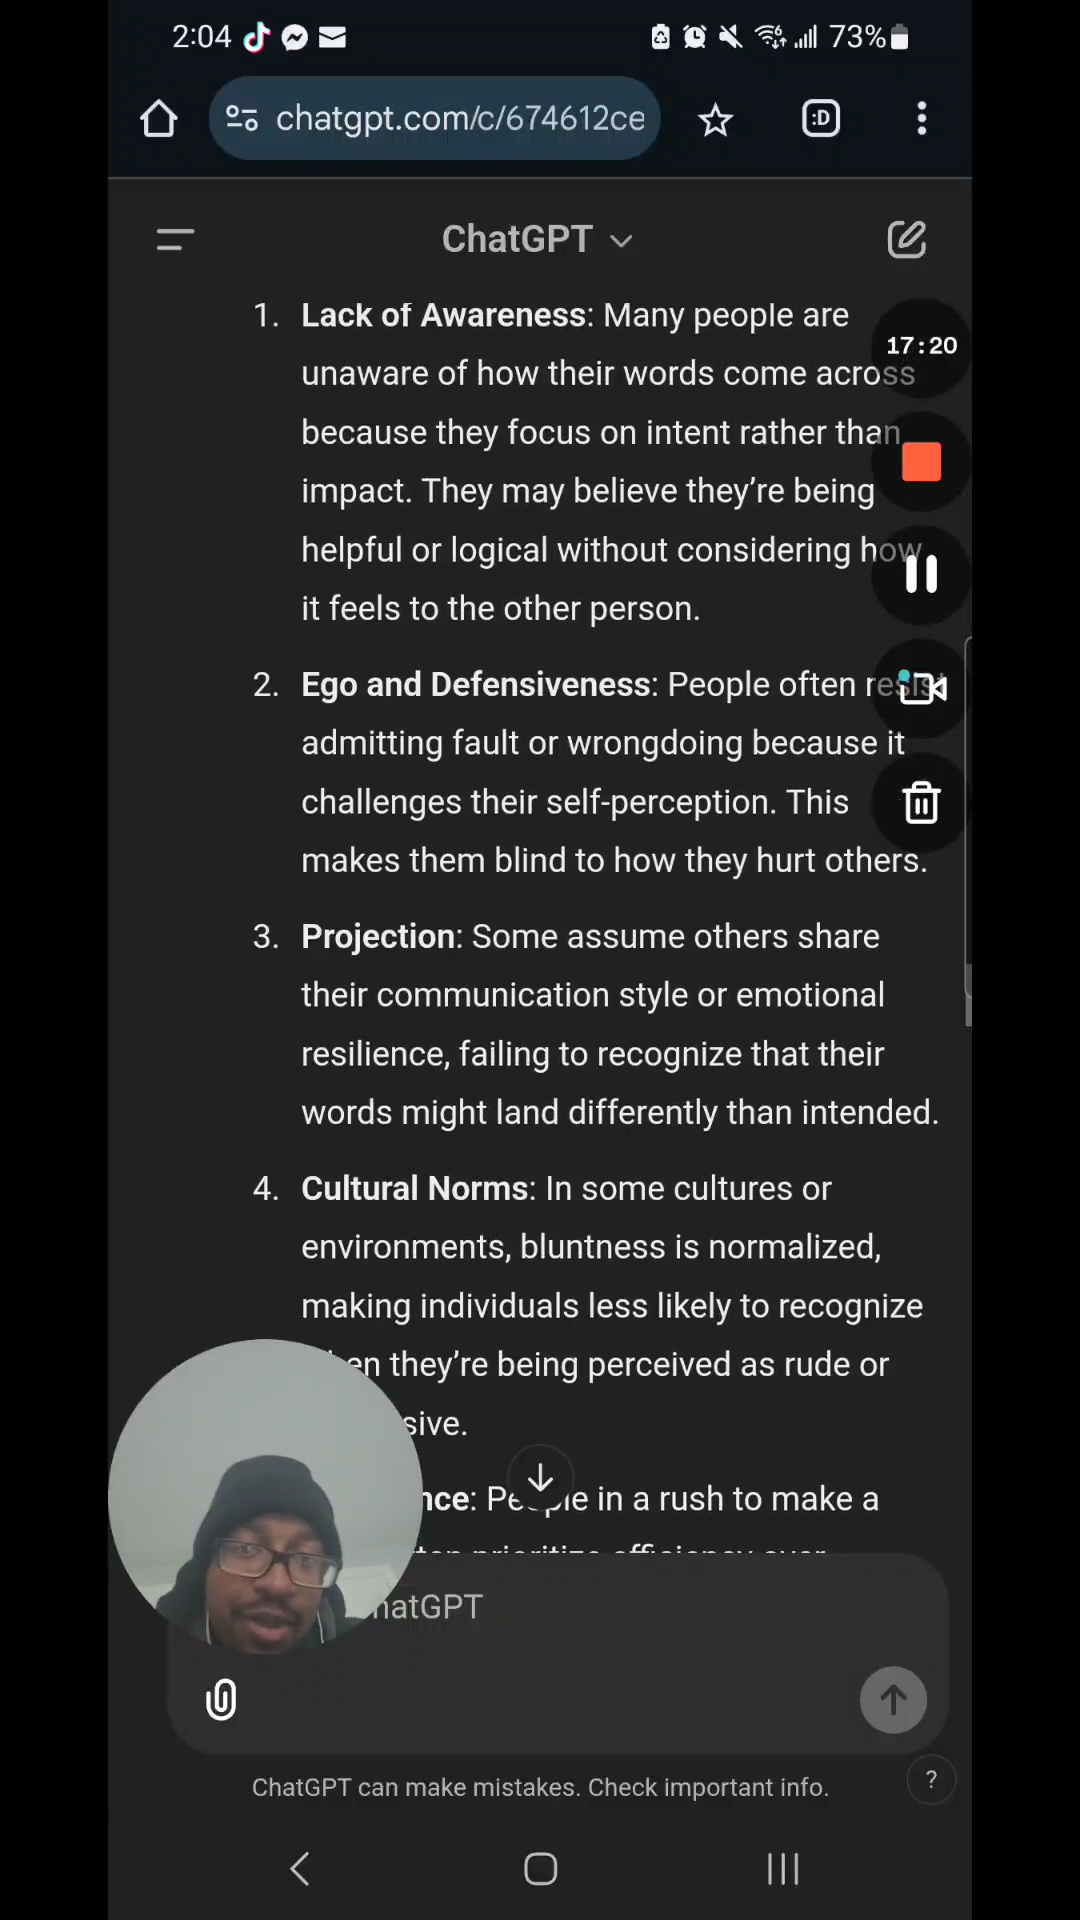 2:04
73%
chatgpt.com/c/674612ce
:D
ChatGPT
1. Lack of Awareness: Many people are
17:20
unaware of how their words come across
because they focus on intent rather than
impact. They may believe they're being
helpful or logical without considering how
it feels to the other person.
2. Ego and Defensiveness: People often resist
admitting fault or wrongdoing because it
challenges their self-perception. This
makes them blind to how they hurt others.
3. Projection: Some assume others share
their communication style or emotional
resilience, failing to recognize that their
words might land differently than intended.
4. Cultural Norms: In some cultures or
environments, bluntness is normalized,
making individuals less likely to recognize
they're being perceived as rude or
: People in a rush to make a
prioritize efficiency over
ChatGPT can make mistakes. Check important info.
?